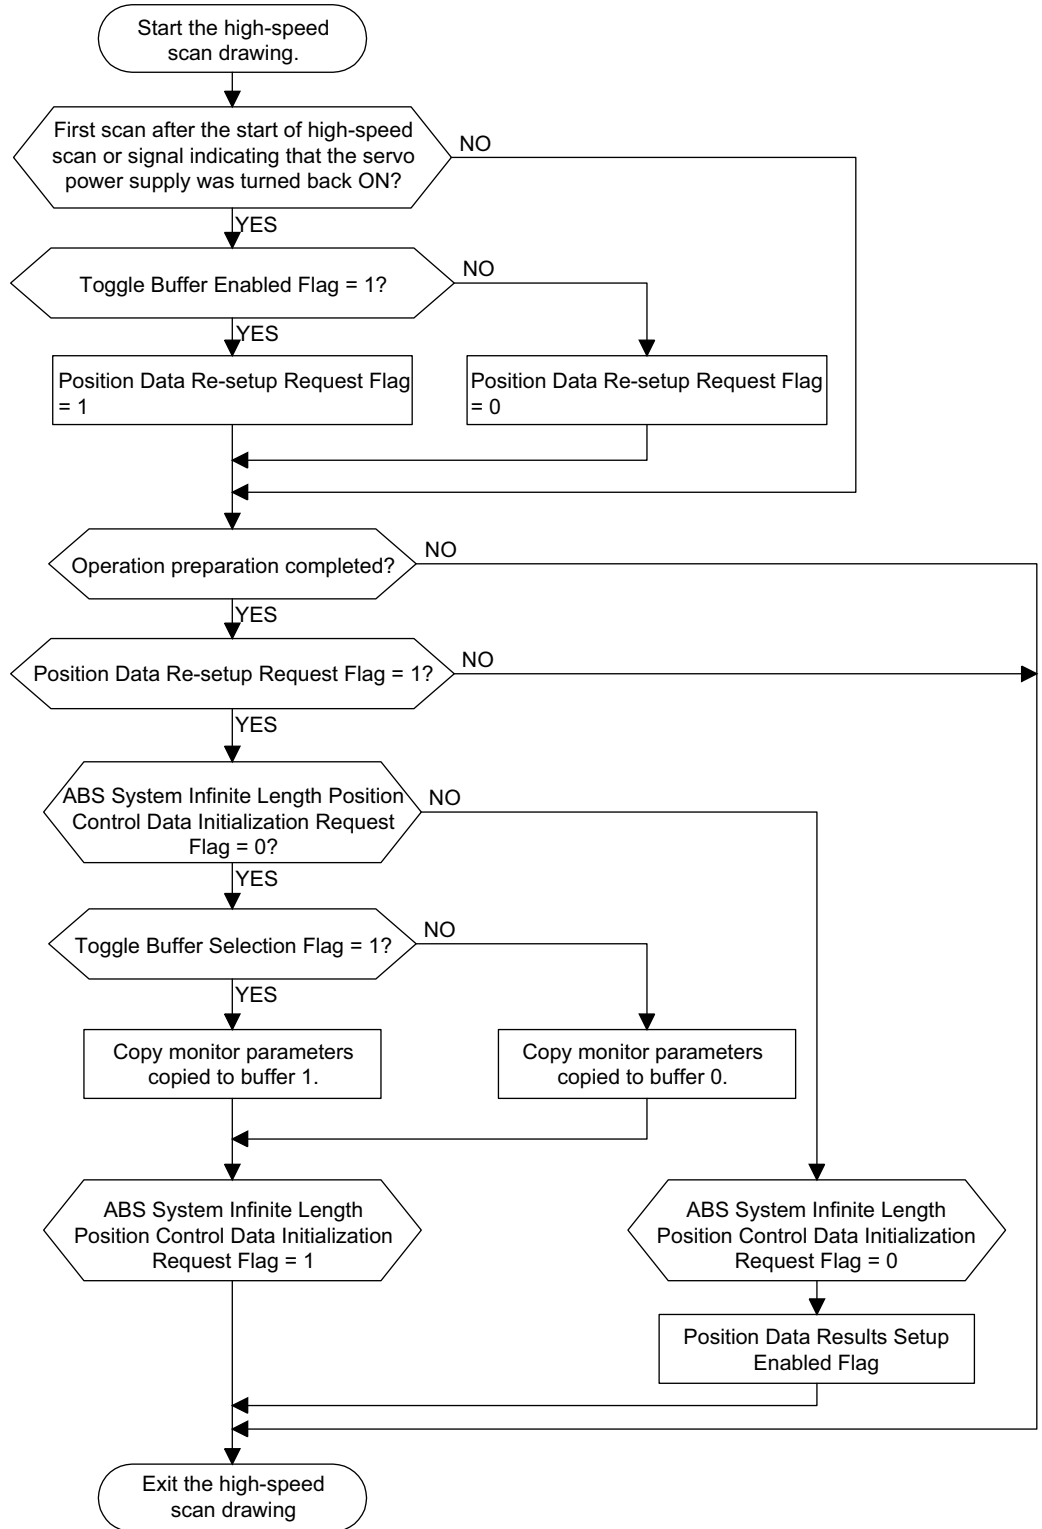 Start the high-speed
scan drawing.
First scan after the start of high-speed
scan or signal indicating that the servo
power supply was turned back ON?
NO
YES
Toggle Buffer Enabled Flag = 1?
NO
YES
Position Data Re-setup Request Flag
= 1
Position Data Re-setup Request Flag
= 0
Operation preparation completed?
NO
YES
Position Data Re-setup Request Flag = 1?
NO
YES
ABS System Infinite Length Position
Control Data Initialization Request
Flag = 0?
NO
YES
Toggle Buffer Selection Flag = 1?
NO
YES
Copy monitor parameters
copied to buffer 1.
Copy monitor parameters
copied to buffer 0.
ABS System Infinite Length
Position Control Data Initialization
Request Flag = 1
ABS System Infinite Length
Position Control Data Initialization
Request Flag = 0
Position Data Results Setup
Enabled Flag
Exit the high-speed
scan drawing